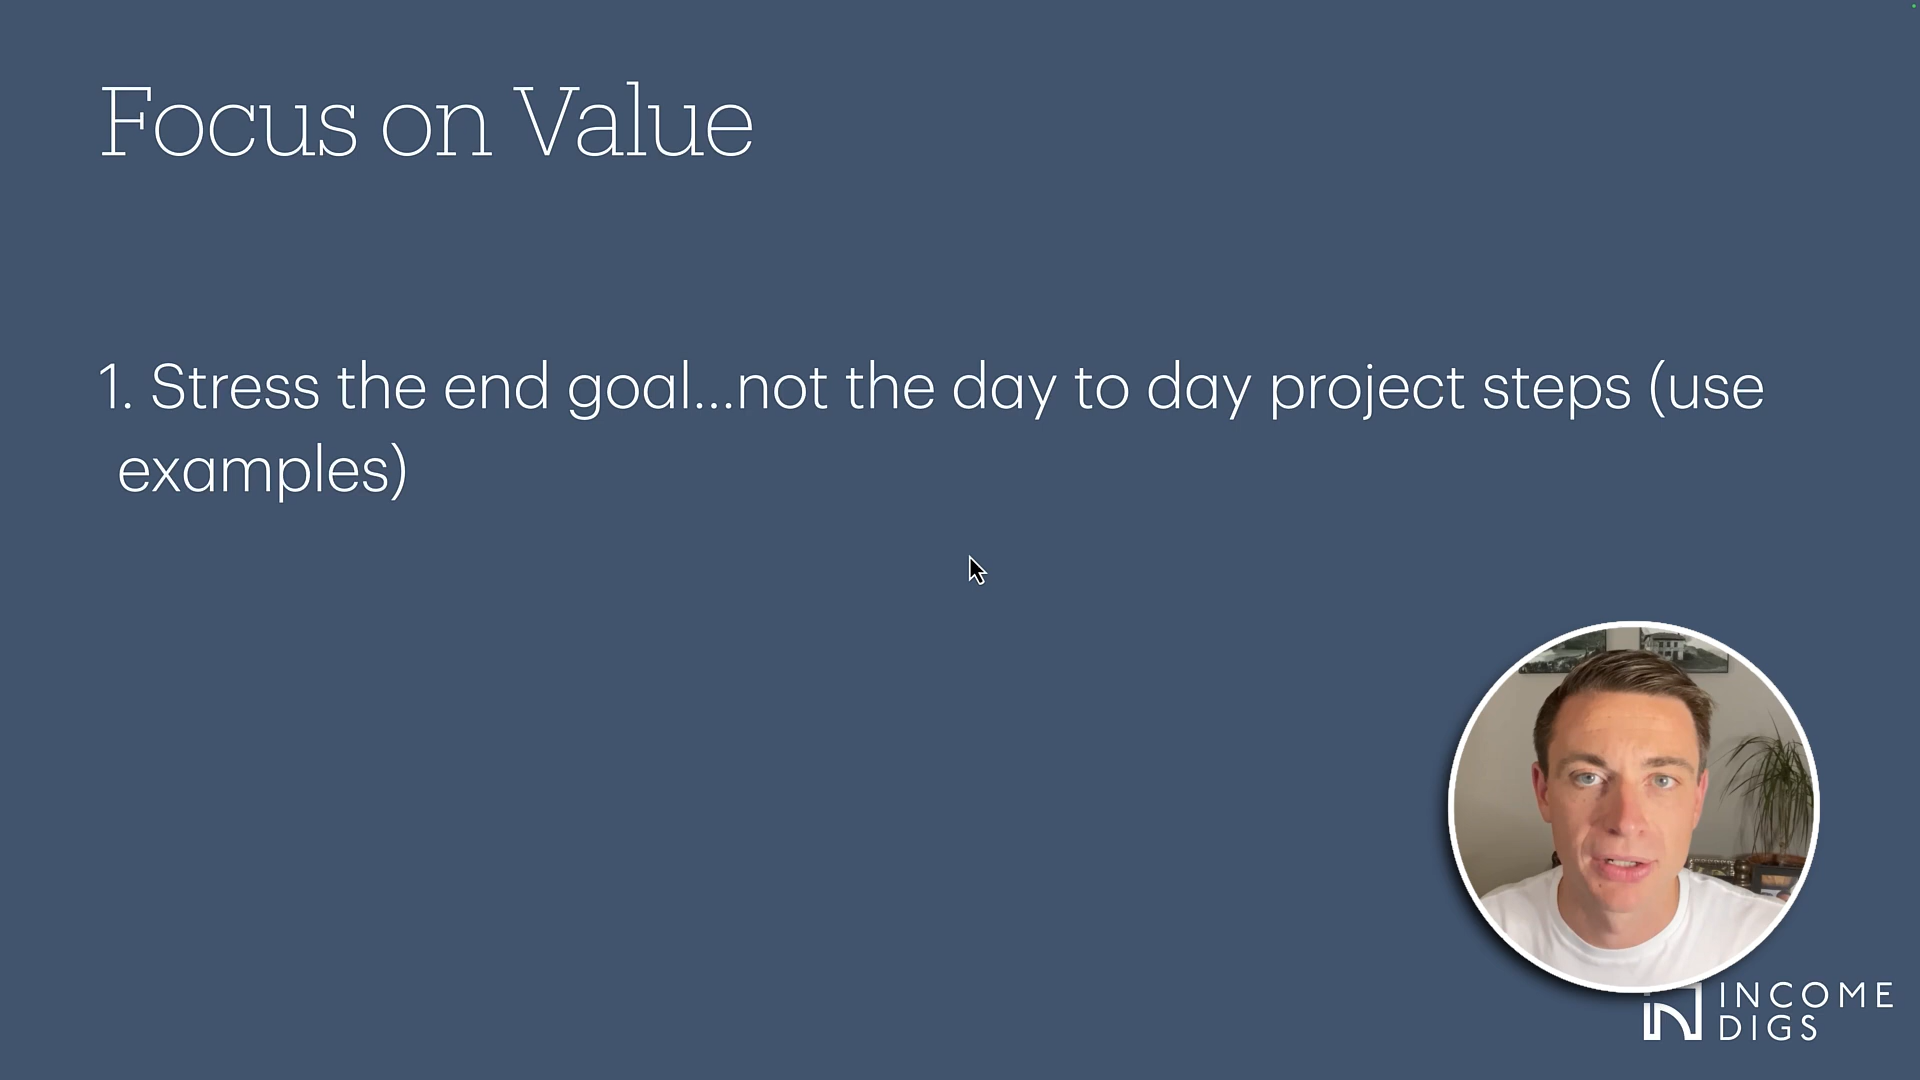 Focus on Value
1. Stress the end goal...not the day to day project steps (use
examples)
INCOME
DIGS